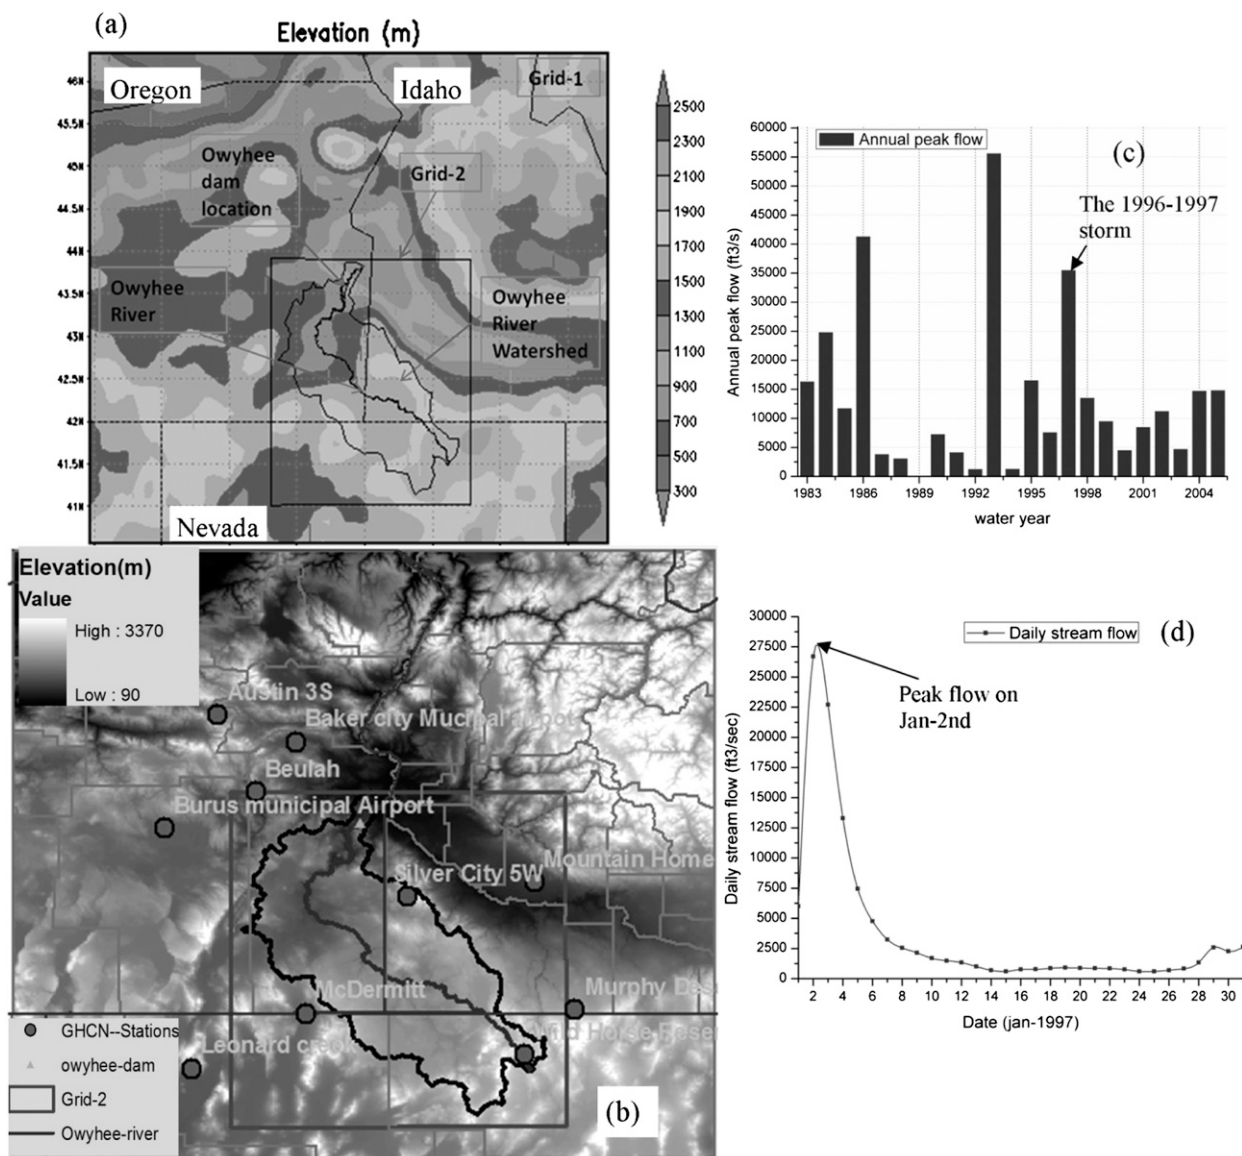 (a)
Elevation (m)
46N
45.5N
45N
44.5N
44N
43.5N
43N
42.5N
42N
41.5N
41N
Oregon
Idaho
Grid-1
Owyhee
dam
location
Grid-2
Owyhee
River
Owyhee
River
Watershed
Nevada
2500
2300
2100
1900
1700
1500
1300
1100
900
700
500
300
Elevation(m)
Value
High : 3370
Low : 90
Austin 3S
Baker city Mucipal airpot
Beulah
Burus municipal Airport
Silver City 5W
Mountain Home
McDermitt
Murphy Des
Wild Horse Reser
Leonard creek
GHCN--Stations
owyhee-dam
Grid-2
Owyhee-river
(b)
(c)
Annual peak flow
The 1996-1997
storm
Annual peak flow (ft3/s)
60000
55000
50000
45000
40000
35000
30000
25000
20000
15000
10000
5000
0
1983
1986
1989
1992
1995
1998
2001
2004
water year
(d)
Daily stream flow
Peak flow on
Jan-2nd
Daily stream flow (ft3/sec)
30000
27500
25000
22500
20000
17500
15000
12500
10000
7500
5000
2500
0
2
4
6
8
10
12
14
16
18
20
22
24
26
28
30
Date (jan-1997)